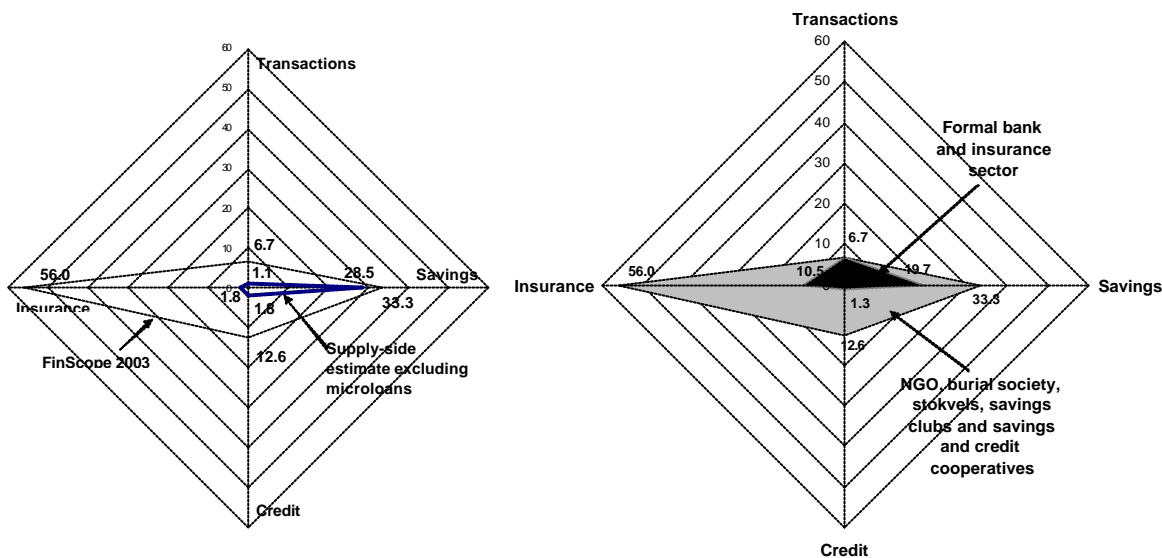 60
Transactions
50
40
30
20
10
6.7
1.1
28.5
Savings
56.0
0
1.8
33.3
Insurance
1.8
FinScope 2003
12.6
Supply-side
estimate excluding
microloans
Credit
Transactions
60
50
40
30
20
10
Formal bank
and insurance
sector
6.7
56.0
10.5
19.7
Insurance
0
Savings
1.3
33.3
12.6
NGO, burial society,
stokvels, savings
clubs and savings
and credit
cooperatives
Credit